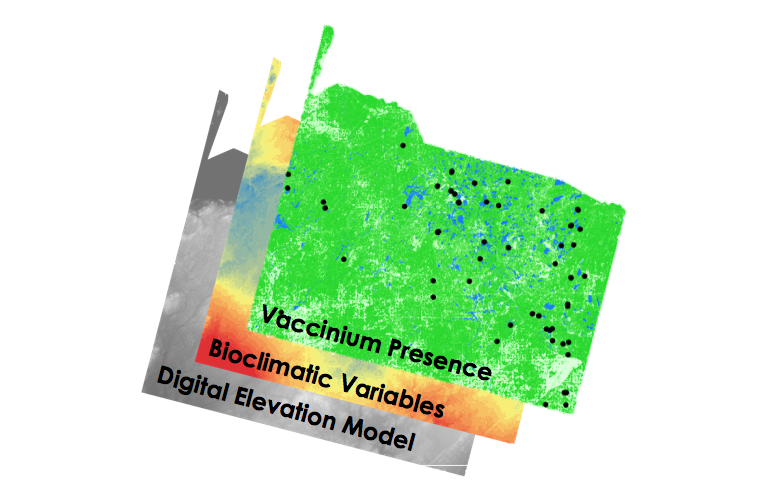 Vaccinium Presence
Bioclimatic Variables
Digital Elevation Model